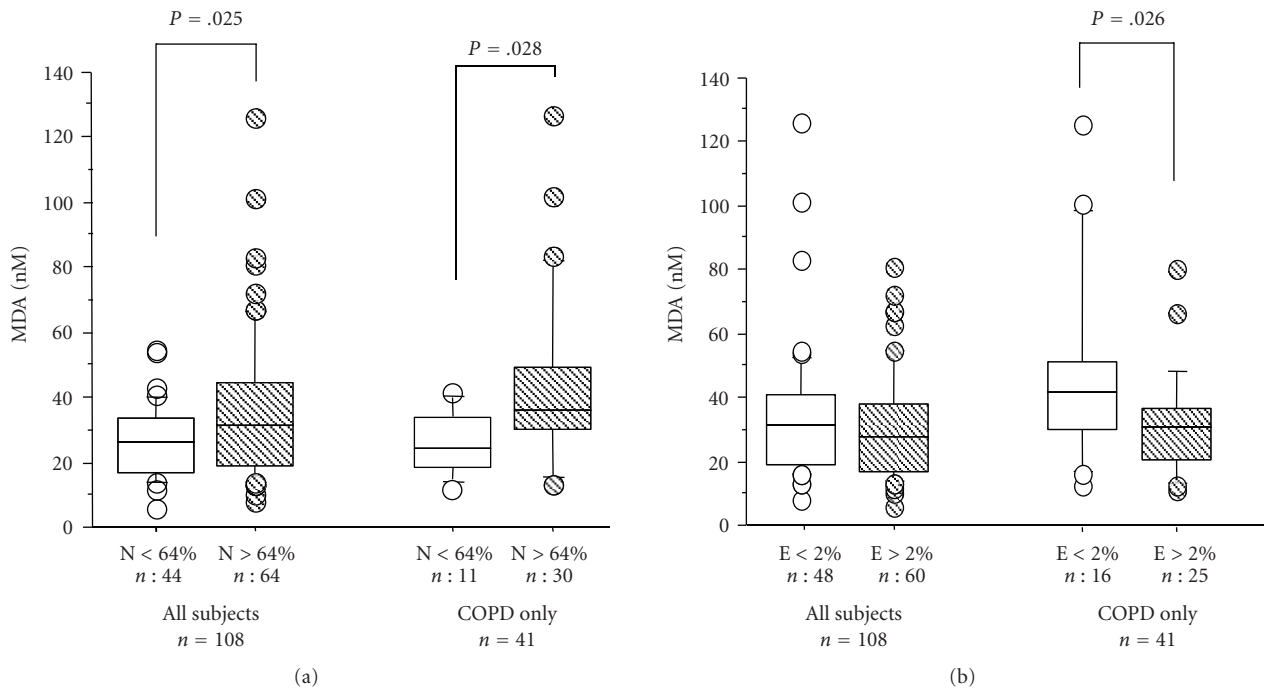 P = .025
P = .028
140
120
100
80
60
40
20
0
MDA (nM)
N < 64% N > 64% N < 64% N > 64%
n : 44 n : 64 n : 11 n : 30
All subjects COPD only
n = 108 n = 41
(a)
P = .026
140
120
100
80
60
40
20
0
MDA (nM)
E < 2% E > 2% E < 2% E > 2%
n : 48 n : 60 n : 16 n : 25
All subjects COPD only
n = 108 n = 41
(b)